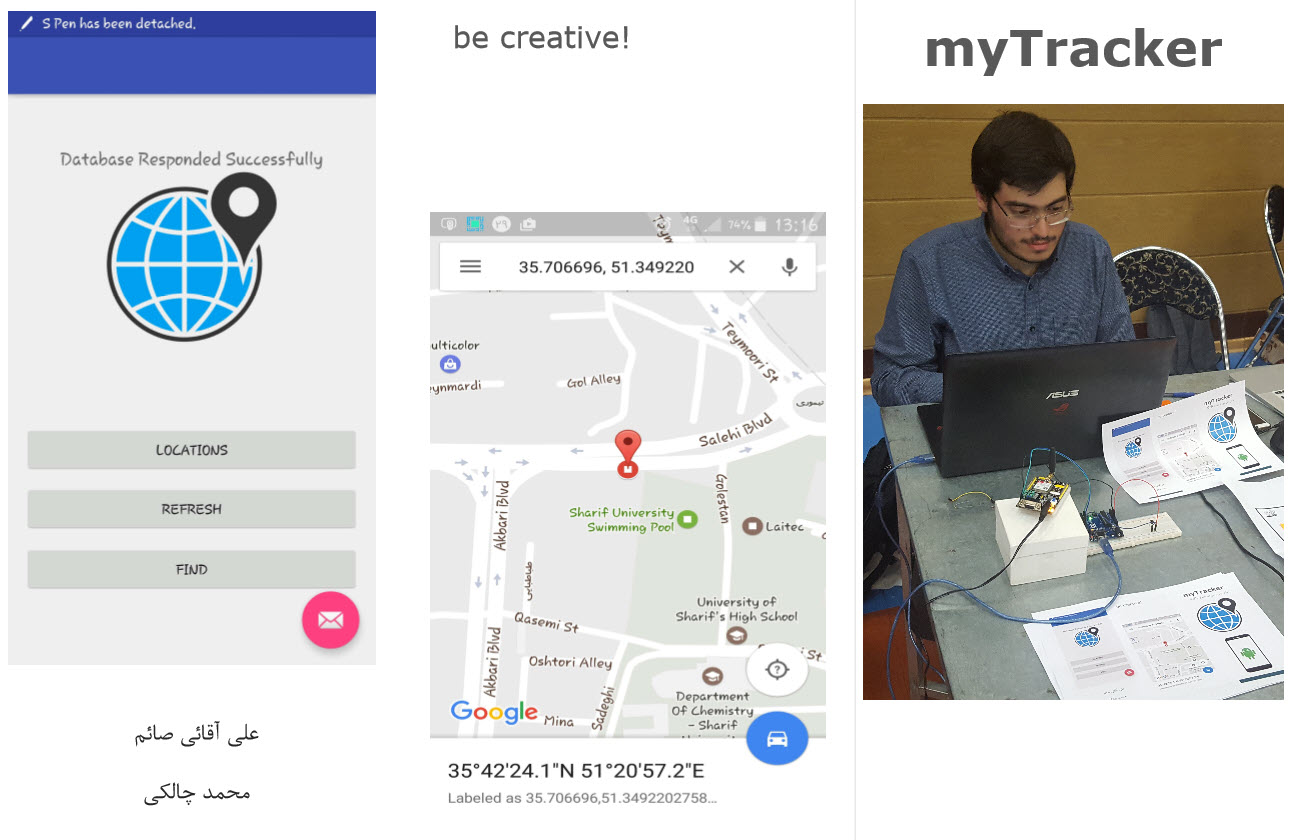 S Pen has been detached.
Database Responded Successfully
LOCATIONS
REFRESH
FIND
علی آقائی صائم
محمد چالکی
be creative!
4G 74% 13:16
35.706696, 51.349220
Teymoori St
ulticolor
eynmardi
Gol Alley
تیموری
Salehi Blvd
Akbari Blvd
Golestan
Sharif University
Swimming Pool
Laitec
طباطبایی
University of
Sharif's High School
Qasemi St
Akbari Blvd
Oshtori Alley
St
Sadeghi
Department
Of Chemistry
- Sharif
Google
Mina
35°42'24.1"N 51°20'57.2"E
Labeled as 35.706696,51.3492202758...
myTracker
ASUS
myTracker
myTracker